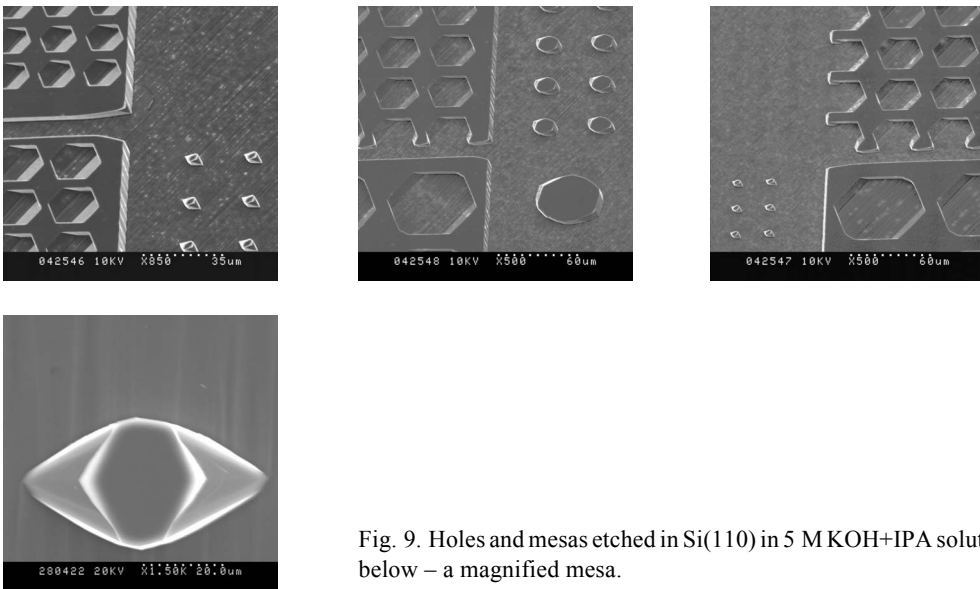 042546 10KV X850 35um
042548 10KV X500 60um
042547 10KV X500 60um
280422 20KV X1.50K 20.0um
Fig. 9. Holes and mesas etched in Si(110) in 5 M KOH+IPA
below – a magnified mesa.